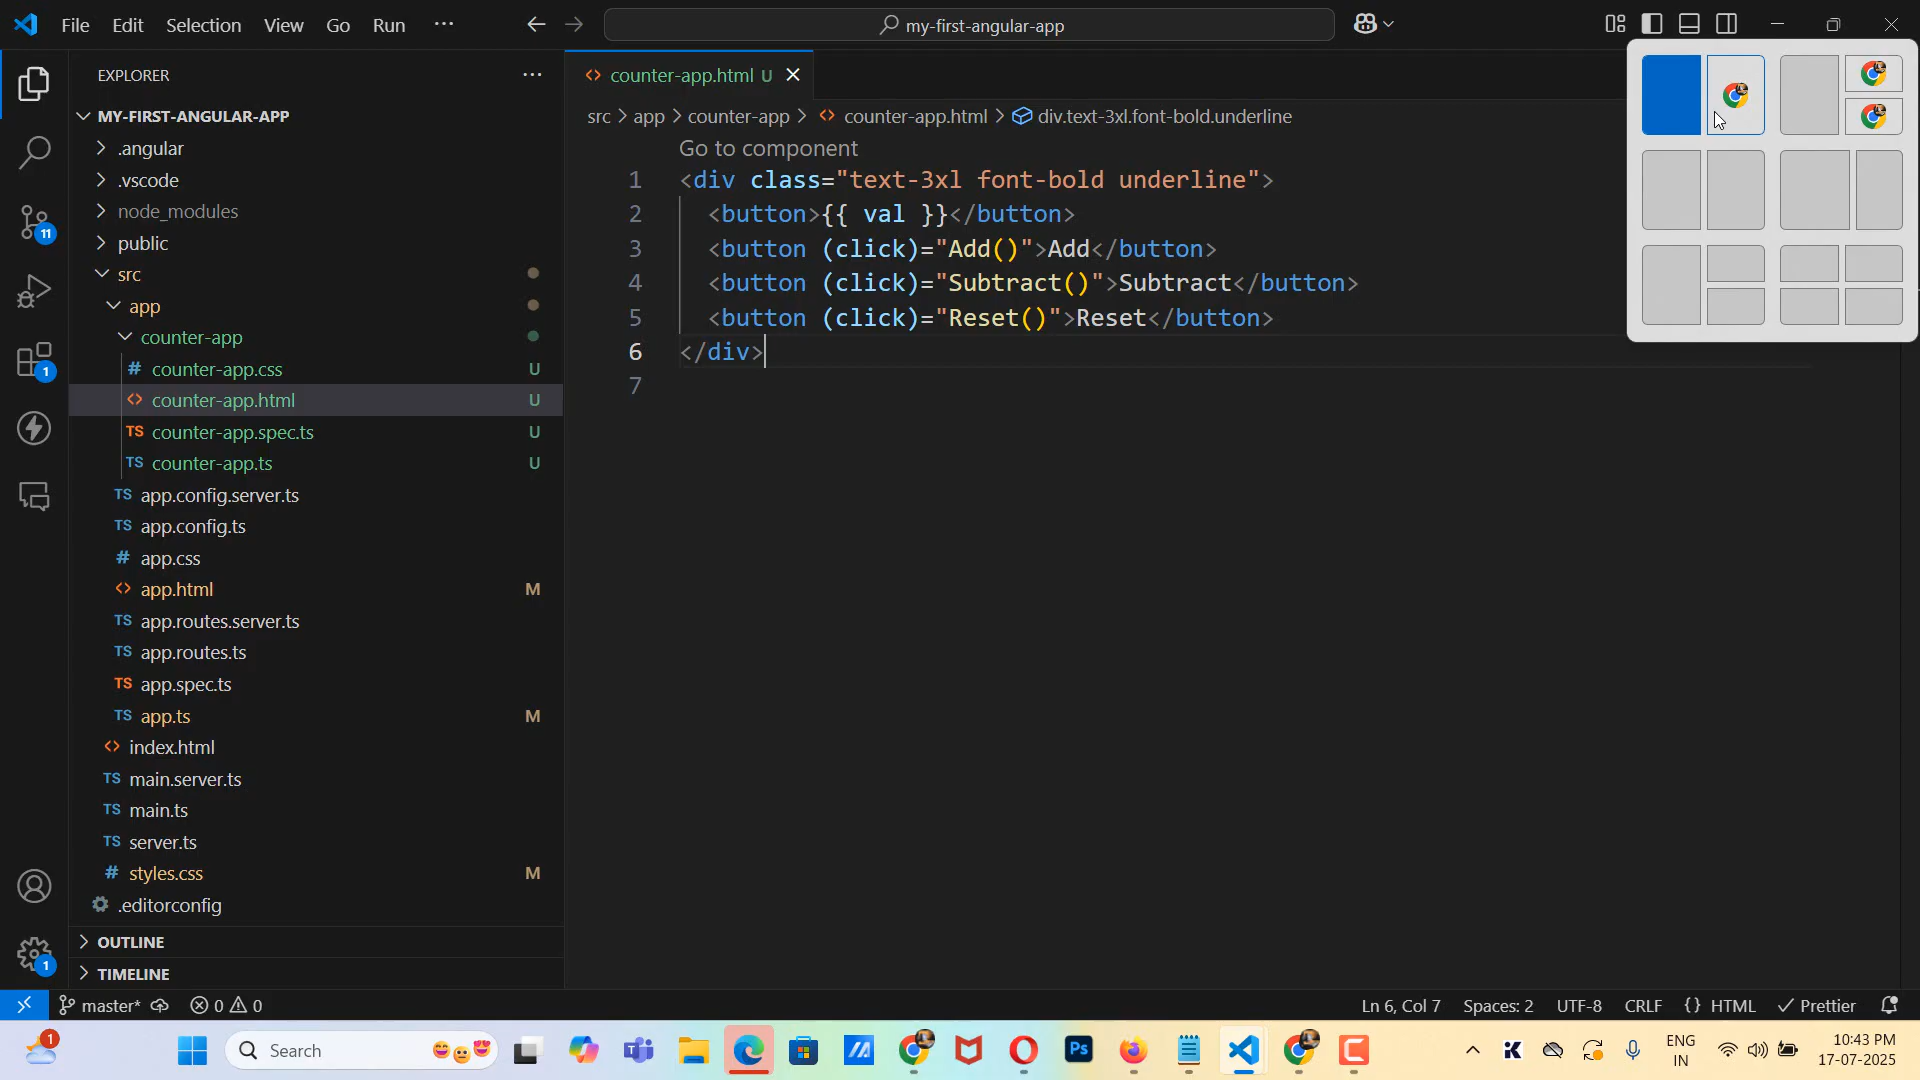 File Edit Selection View Go Run ···
my-first-angular-app
EXPLORER
MY-FIRST-ANGULAR-APP
.angular
.vscode
node_modules
public
src
app
counter-app
# counter-app.css U
<> counter-app.html U
TS counter-app.spec.ts U
TS counter-app.ts U
TS app.config.server.ts
TS app.config.ts
# app.css
<> app.html M
TS app.routes.server.ts
TS app.routes.ts
TS app.spec.ts
TS app.ts M
<> index.html
TS main.server.ts
TS main.ts
TS server.ts
# styles.css M
.editorconfig
OUTLINE
TIMELINE
11
1
1
<> counter-app.html U
src > app > counter-app > <> counter-app.html > div.text-3xl.font-bold.underline
Go to component
1 <div class="text-3xl font-bold underline">
2 <button>{{ val }}</button>
3 <button (click)="Add()">Add</button>
4 <button (click)="Subtract()">Subtract</button>
5 <button (click)="Reset()">Reset</button>
6 </div>
7
master* 0 0
Ln 6, Col 7 Spaces: 2 UTF-8 CRLF {} HTML Prettier
1
Search
Ps
ENG
IN
10:43 PM
17-07-2025